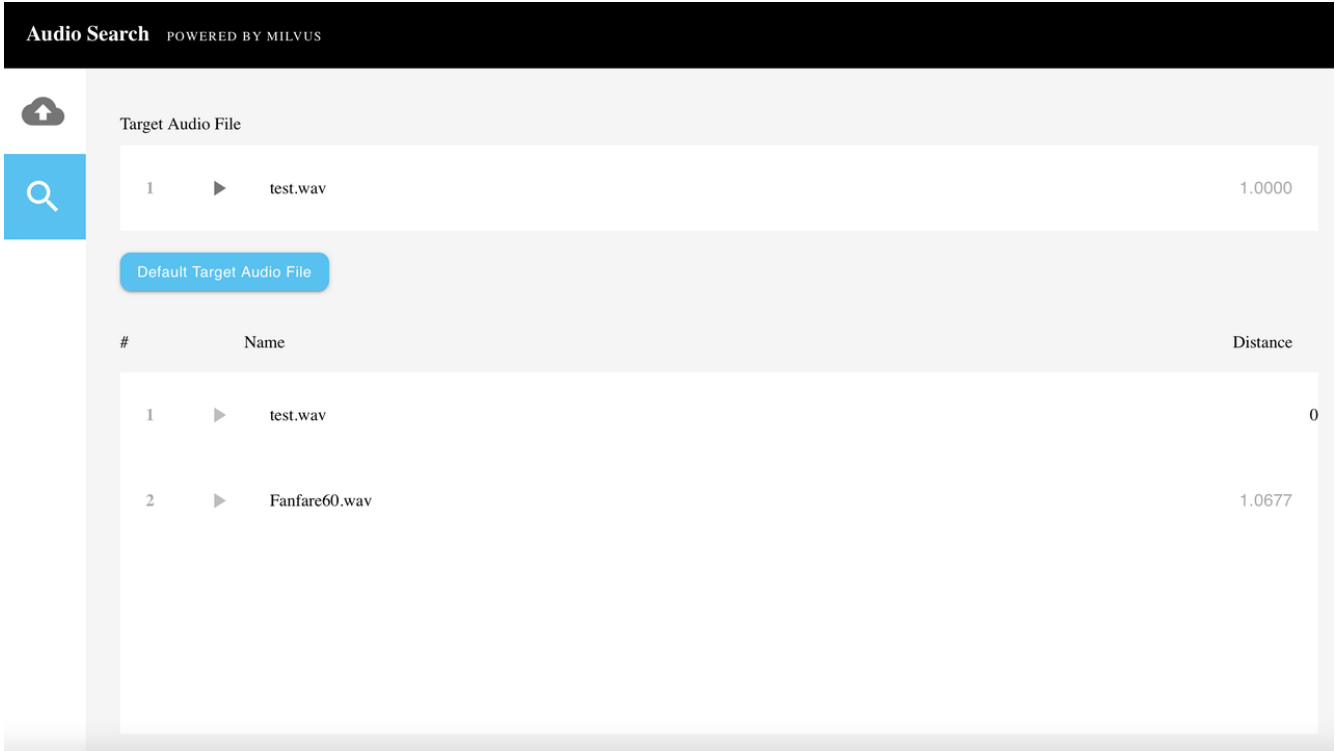 Audio Search POWERED BY MILVUS
Target Audio File
1 test.wav 1.0000
Default Target Audio File
# Name Distance
1 test.wav 0
2 Fanfare60.wav 1.0677